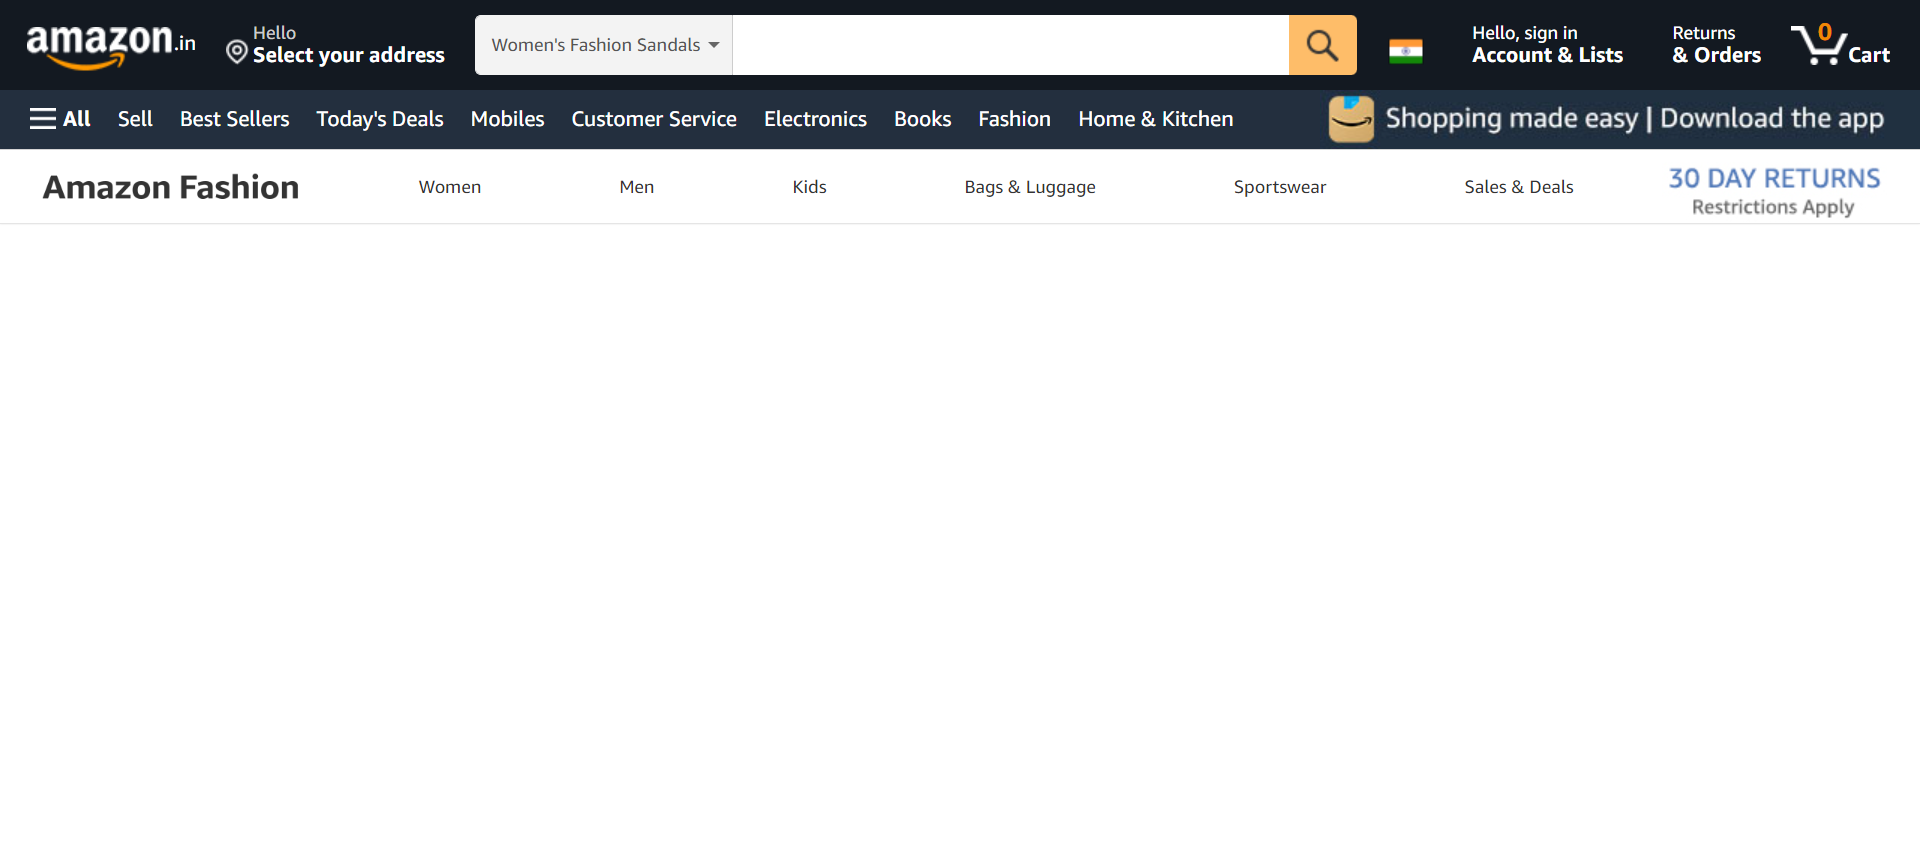 amazon.in
Hello
Select your address
Women's Fashion Sandals
Hello, sign in
Account & Lists
Returns
& Orders
0
Cart
All
Sell
Best Sellers
Today's Deals
Mobiles
Customer Service
Electronics
Books
Fashion
Home & Kitchen
Shopping made easy | Download the app
Amazon Fashion
Women
Men
Kids
Bags & Luggage
Sportswear
Sales & Deals
30 DAY RETURNS
Restrictions Apply